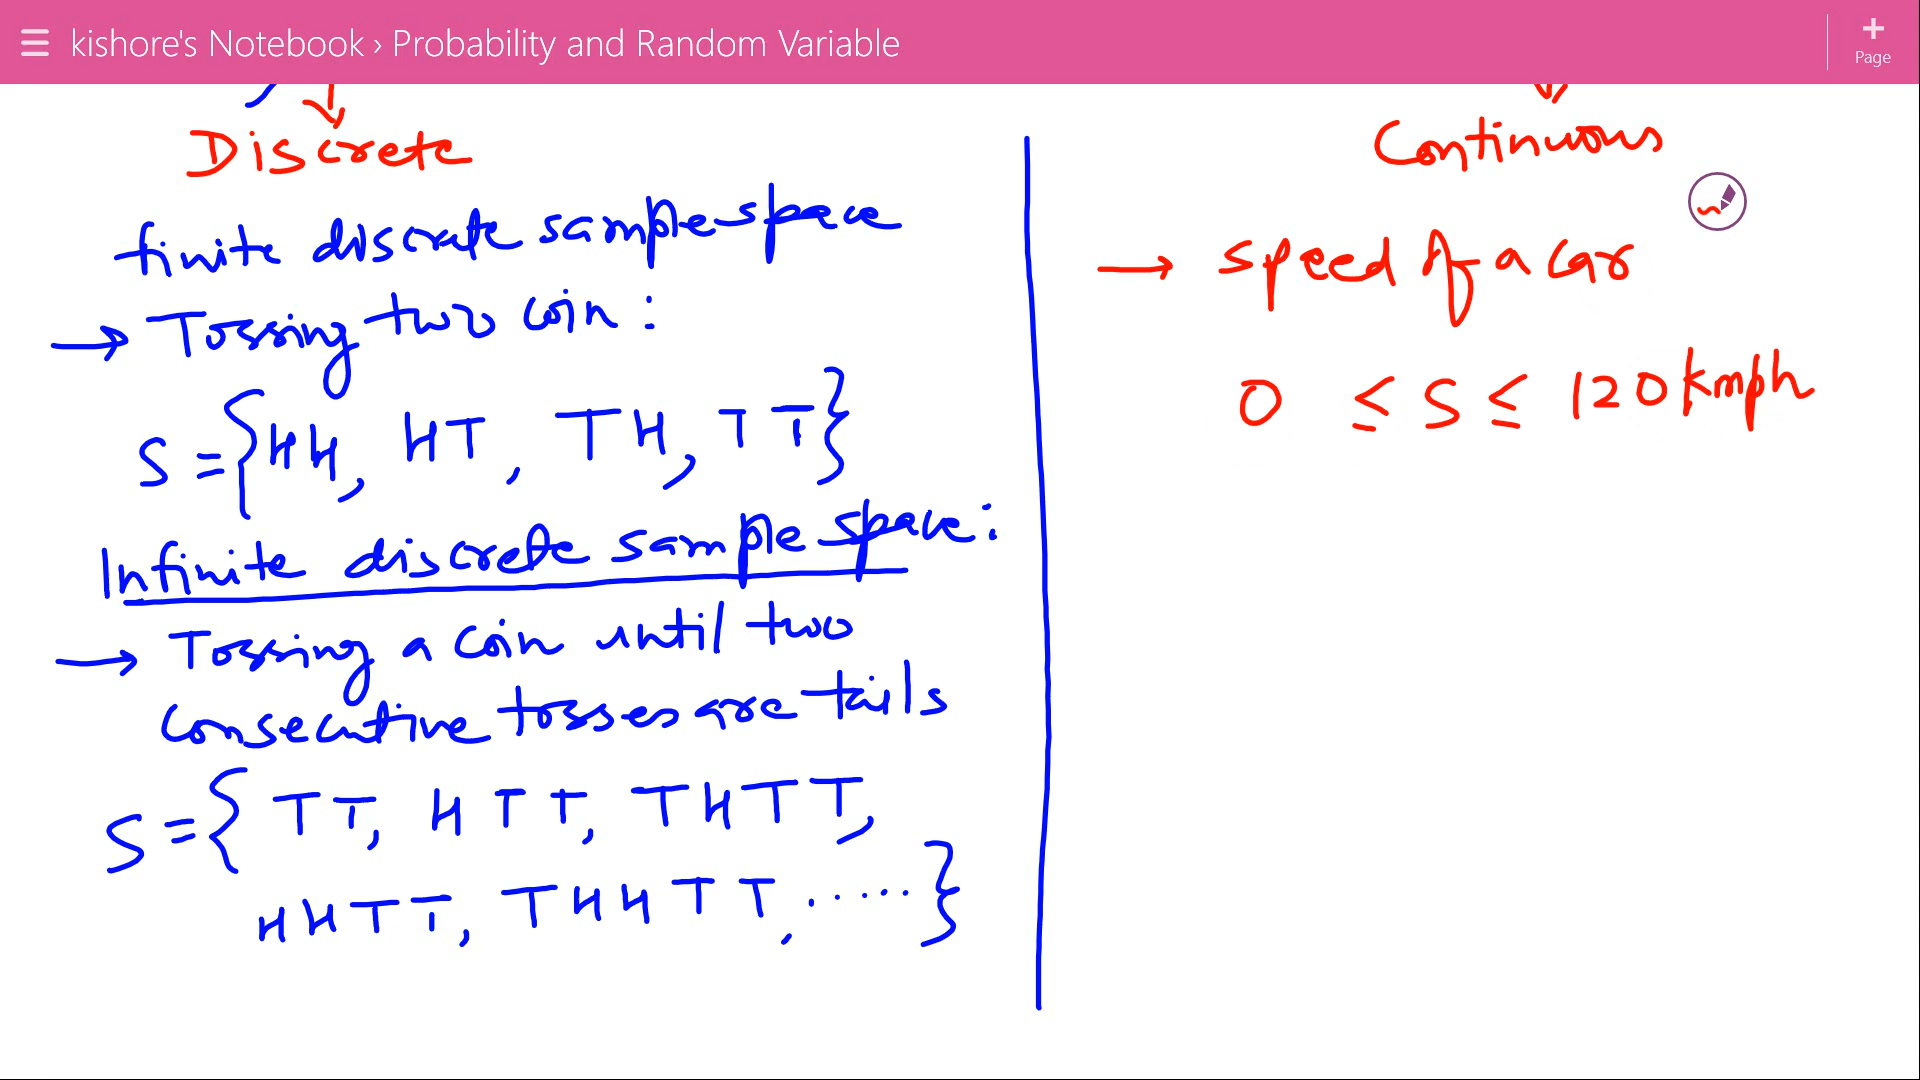 kishore's Notebook › Probability and Random Variable
Page
Discrete
finite discrete sample space
→ Tossing two coin :
S = {HH, HT, TH, TT}
Infinite discrete sample space:
→ Tossing a coin until two
consecutive tosses are tails
S = { TT, HTT, THTT,
HHTT, THHTT, ......}
Continuous
→ speed of a car
0 ≤ S ≤ 120 kmph